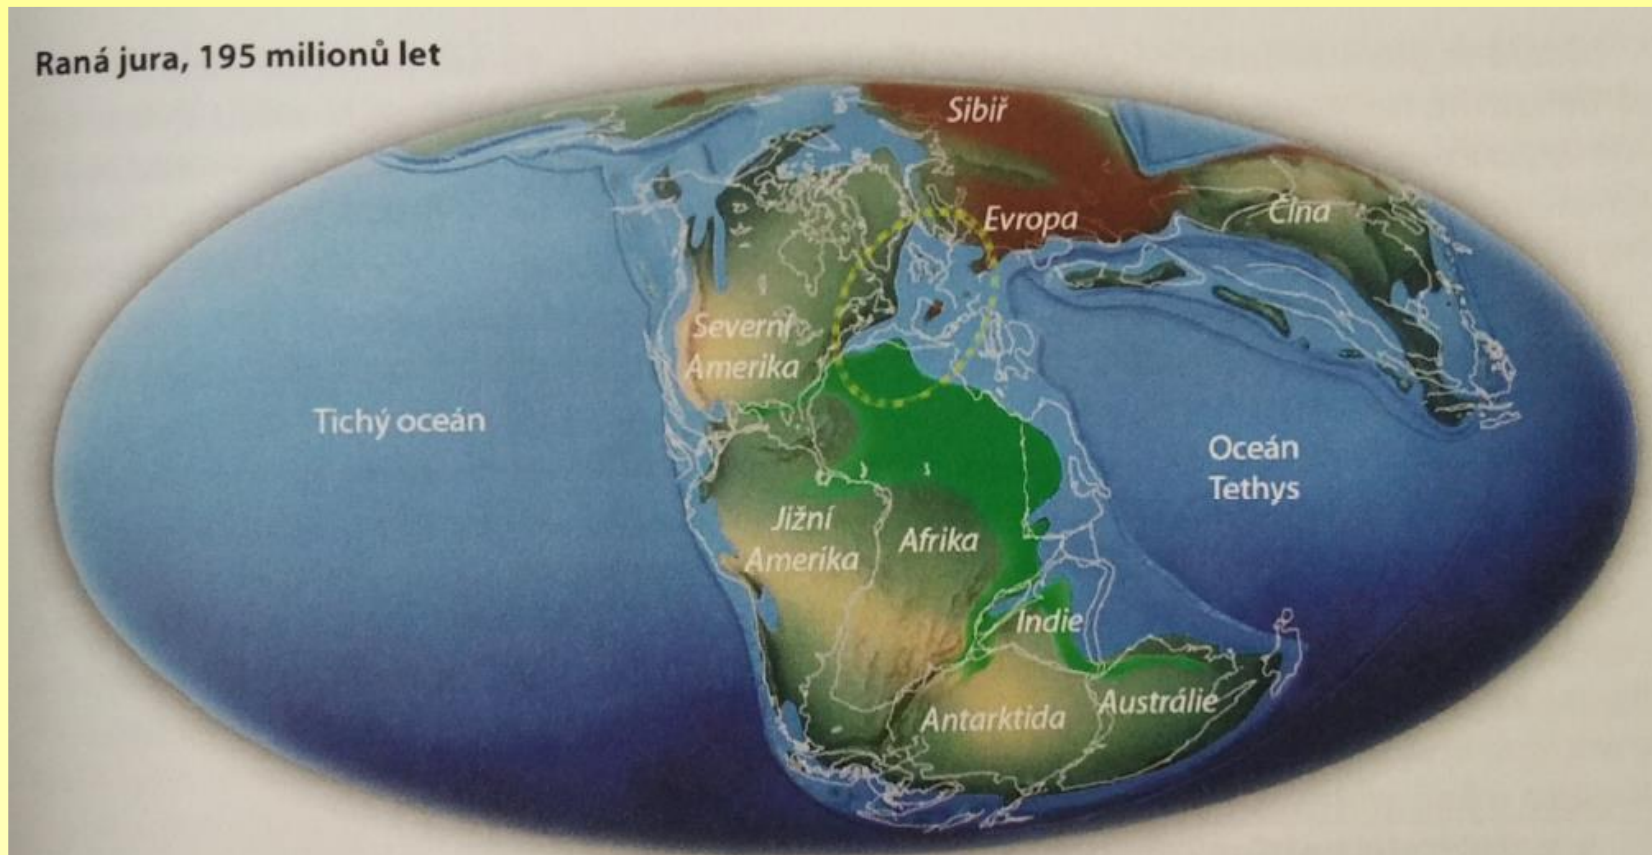 Raná jura, 195 milionů let
Sibiř
Evropa
Čína
Severní
Amerika
Tichý oceán
Oceán
Tethys
Jižní
Amerika
Afrika
Indie
Antarktida
Austrálie